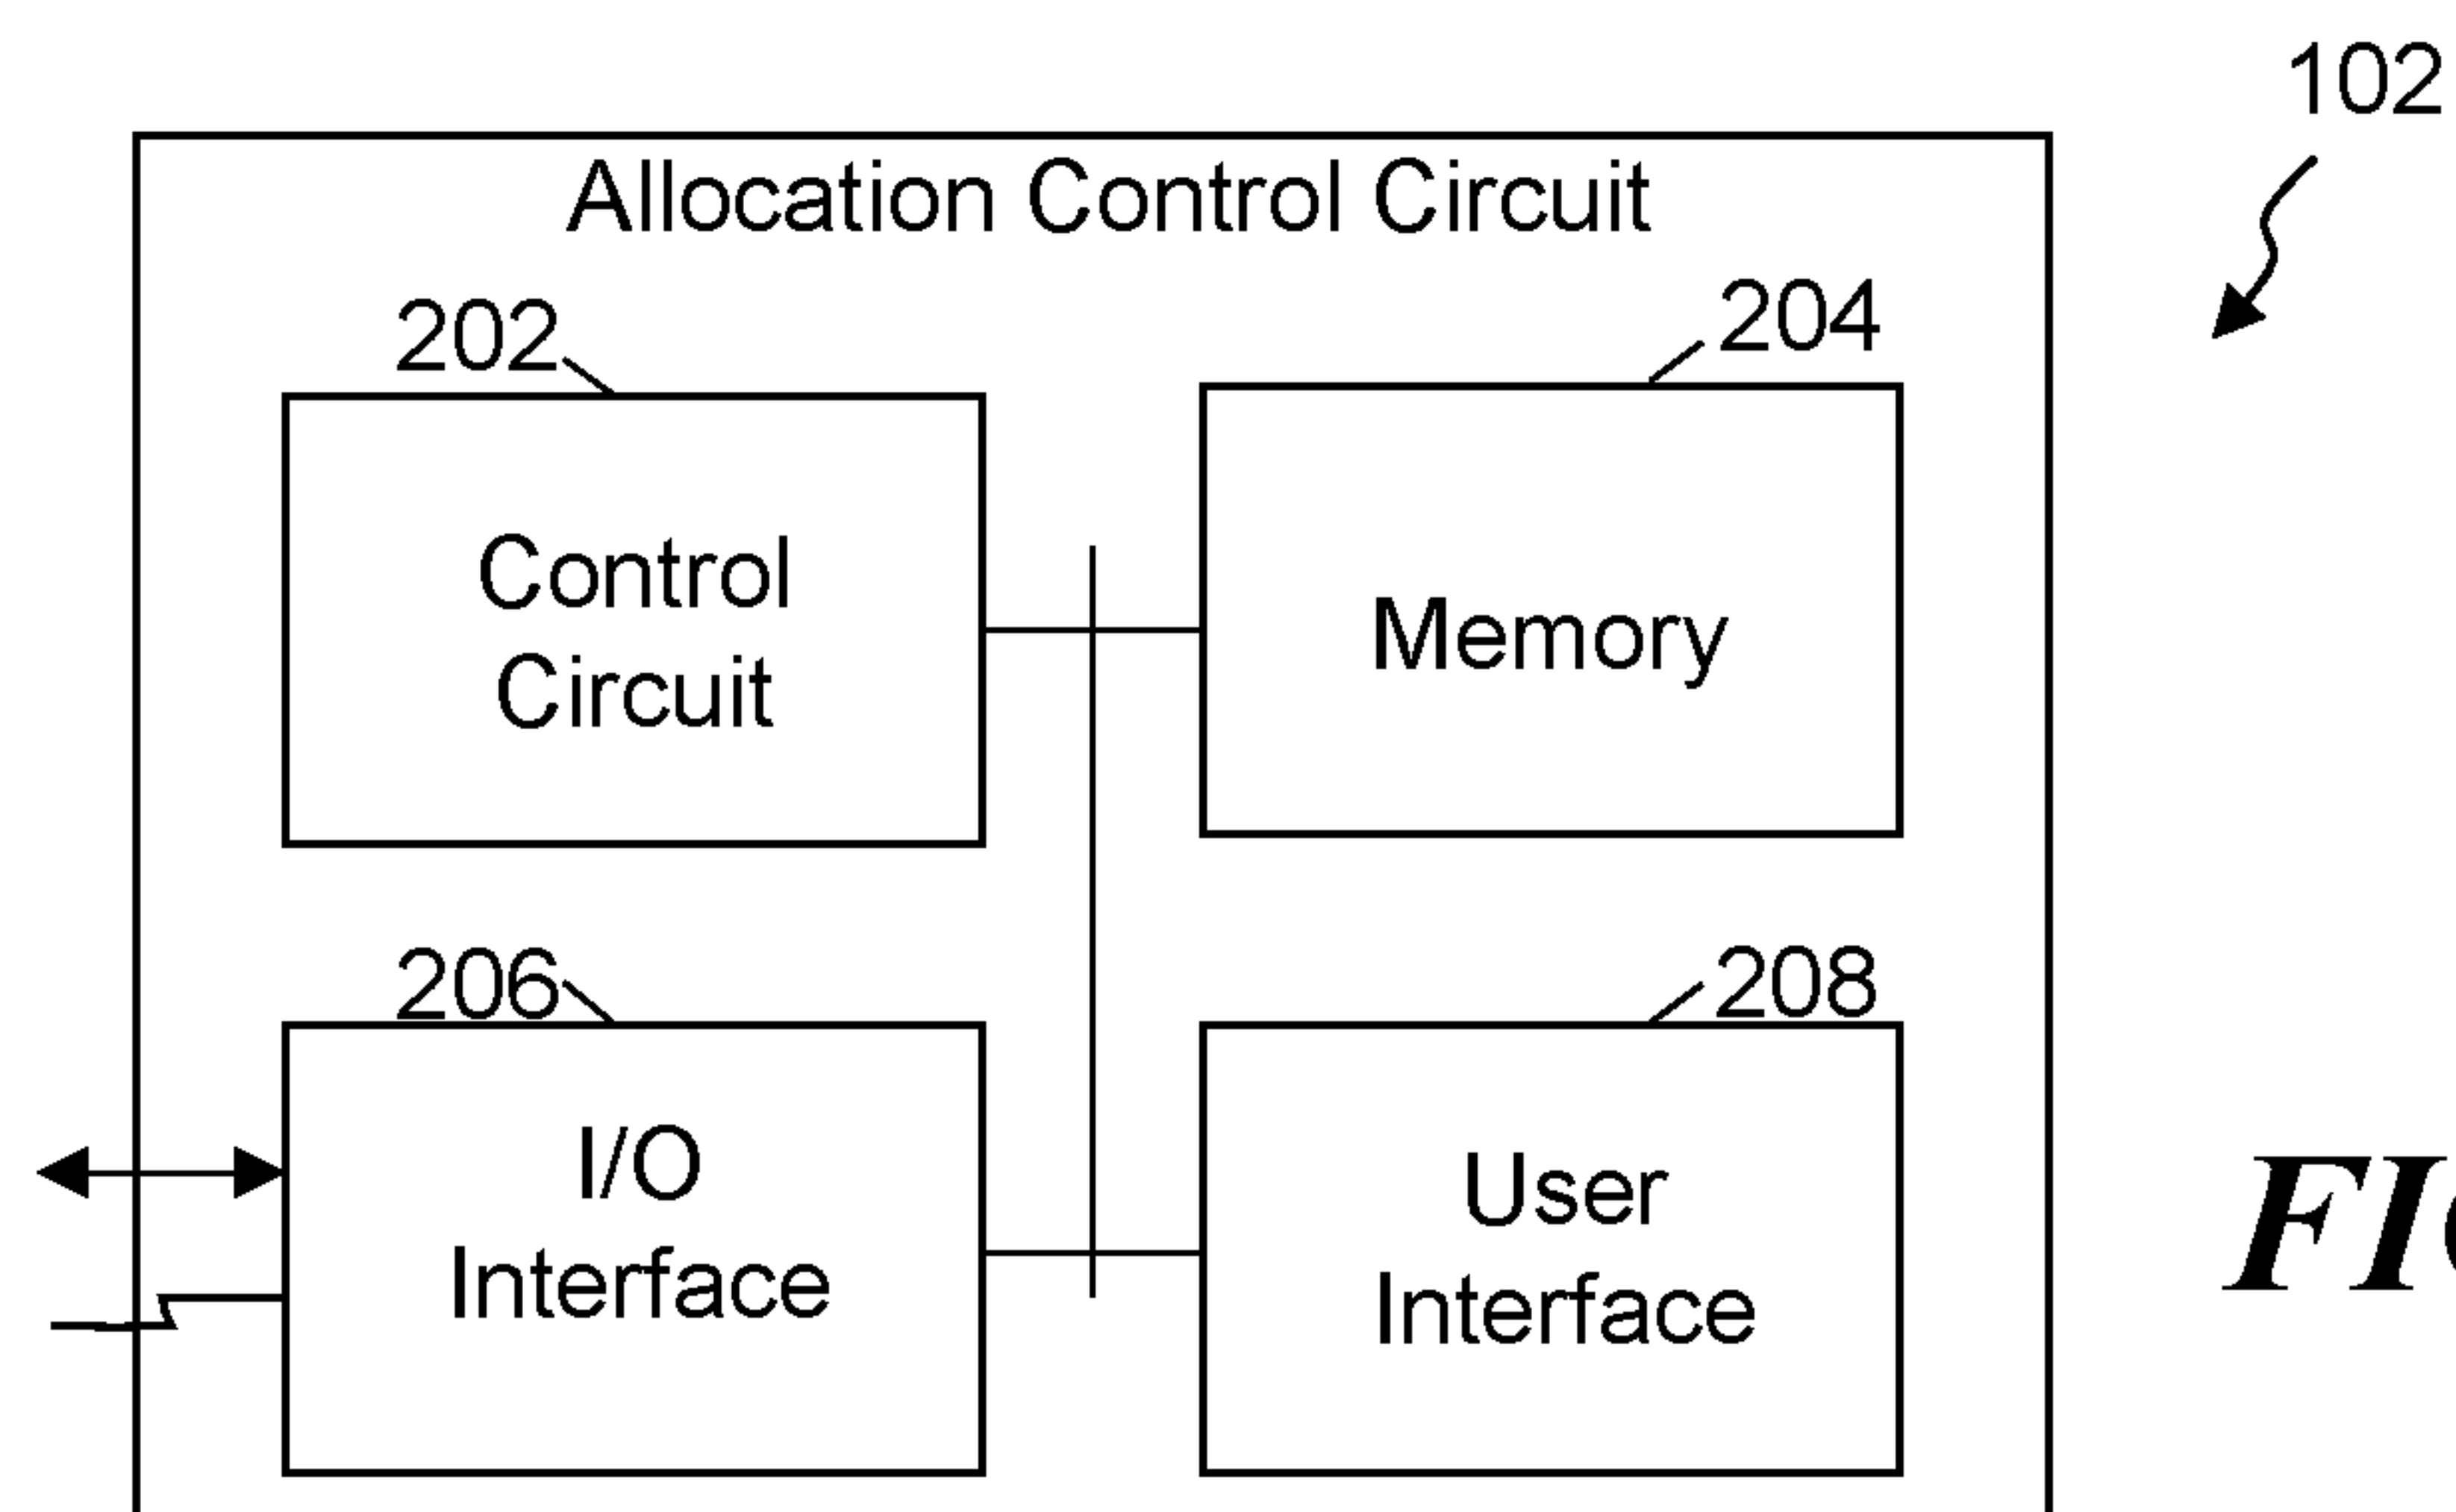 102
Allocation Control Circuit
202
204
Control
Circuit
Memory
206
208
I/O
Interface
User
Interface